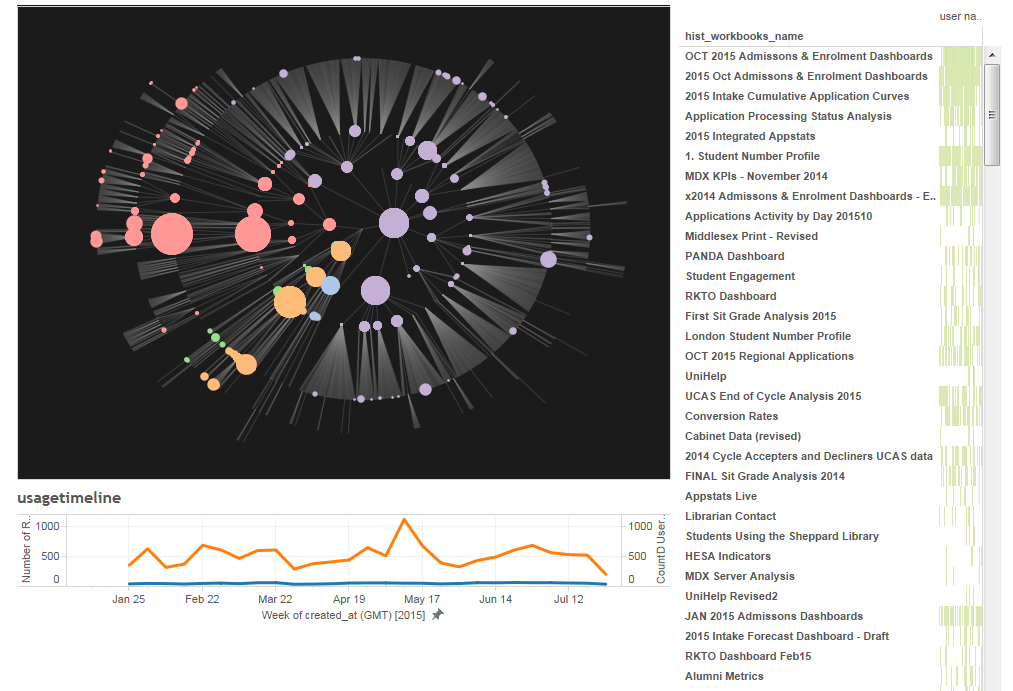 user na..
hist_workbooks_name
OCT 2015 Admissons & Enrolment Dashboards
2015 Oct Admissons & Enrolment Dashboards
2015 Intake Cumulative Application Curves
Application Processing Status Analysis
2015 Integrated Appstats
1. Student Number Profile
MDX KPIs - November 2014
x2014 Admissons & Enrolment Dashboards - E..
Applications Activity by Day 201510
Middlesex Print - Revised
PANDA Dashboard
Student Engagement
RKTO Dashboard
First Sit Grade Analysis 2015
London Student Number Profile
OCT 2015 Regional Applications
UniHelp
UCAS End of Cycle Analysis 2015
Conversion Rates
Cabinet Data (revised)
2014 Cycle Accepters and Decliners UCAS data
FINAL Sit Grade Analysis 2014
Appstats Live
Librarian Contact
Students Using the Sheppard Library
HESA Indicators
MDX Server Analysis
UniHelp Revised2
JAN 2015 Admissons Dashboards
2015 Intake Forecast Dashboard - Draft
RKTO Dashboard Feb15
Alumni Metrics
usagetimeline
Number of R..
1000
500
0
1000
500
0
CountD User..
Jan 25 Feb 22 Mar 22 Apr 19 May 17 Jun 14 Jul 12
Week of created_at (GMT) [2015]